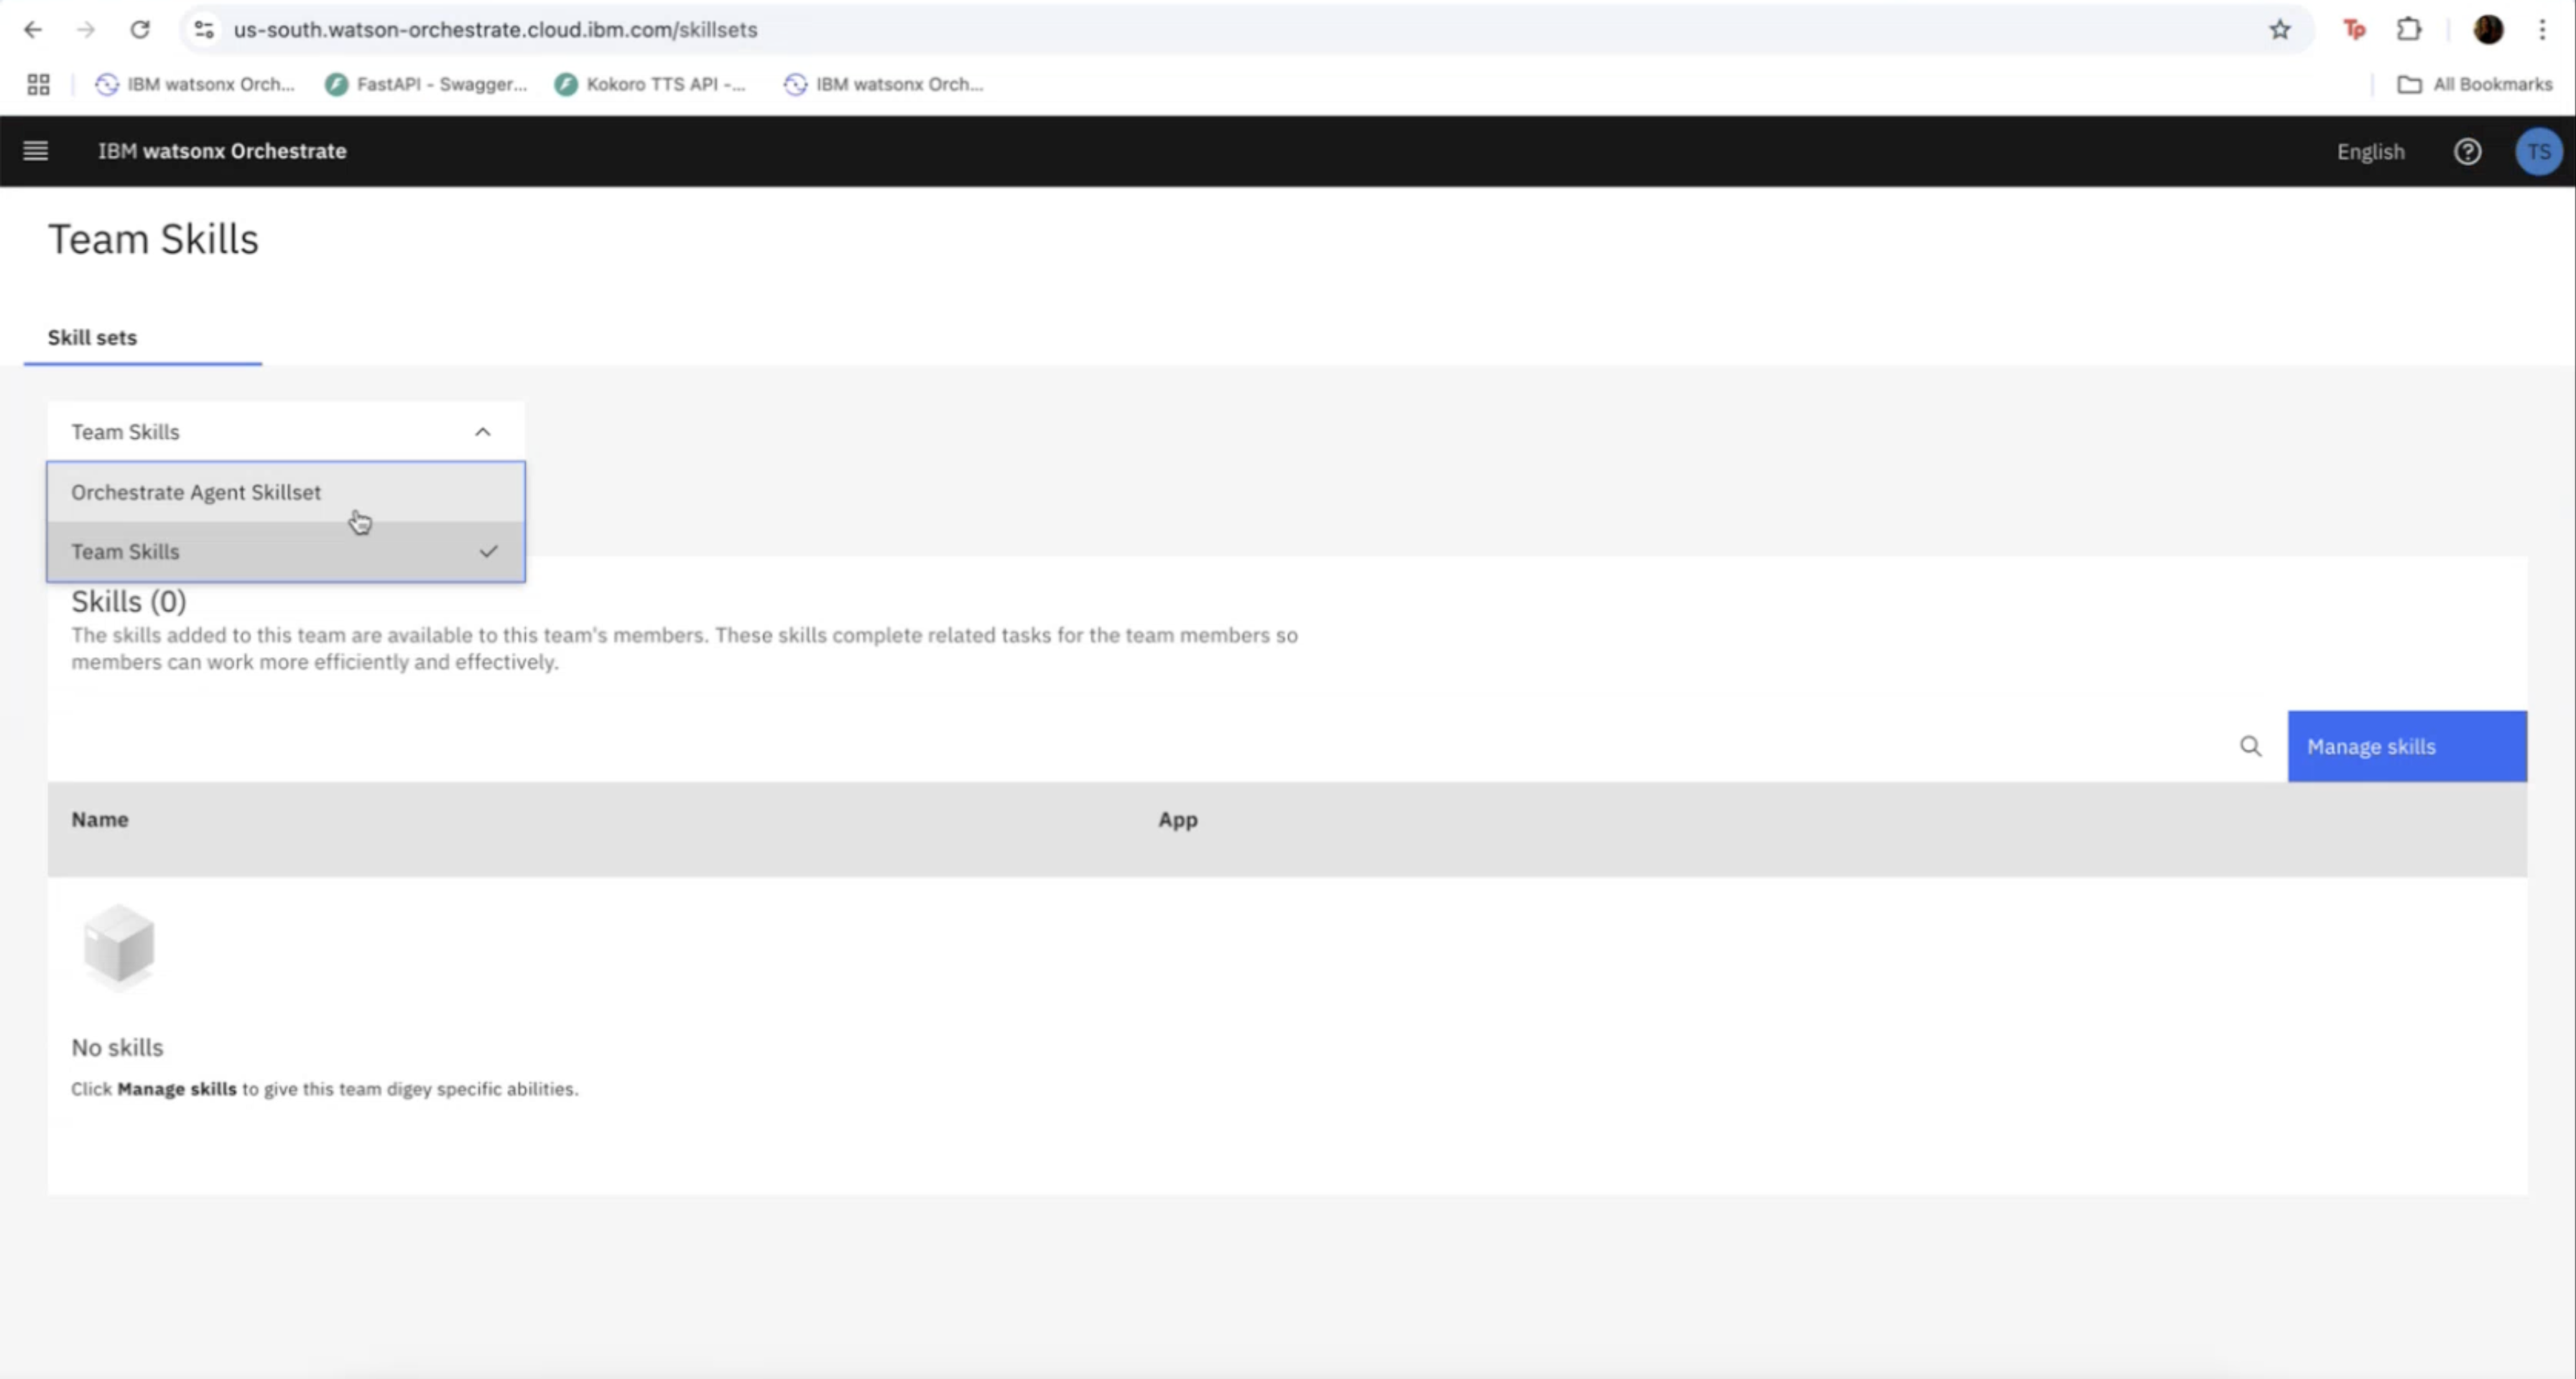 us-south.watson-orchestrate.cloud.ibm.com/skillsets
Tp
IBM watsonx Orch...
FastAPI - Swagger...
Kokoro TTS API -...
IBM watsonx Orch...
All Bookmarks
IBM watsonx Orchestrate
English
TS
Team Skills
Skill sets
Team Skills
Orchestrate Agent Skillset
Team Skills
Skills (0)
The skills added to this team are available to this team's members. These skills complete related tasks for the team members so
members can work more efficiently and effectively.
Manage skills
Name
App
No skills
Click Manage skills to give this team digey specific abilities.